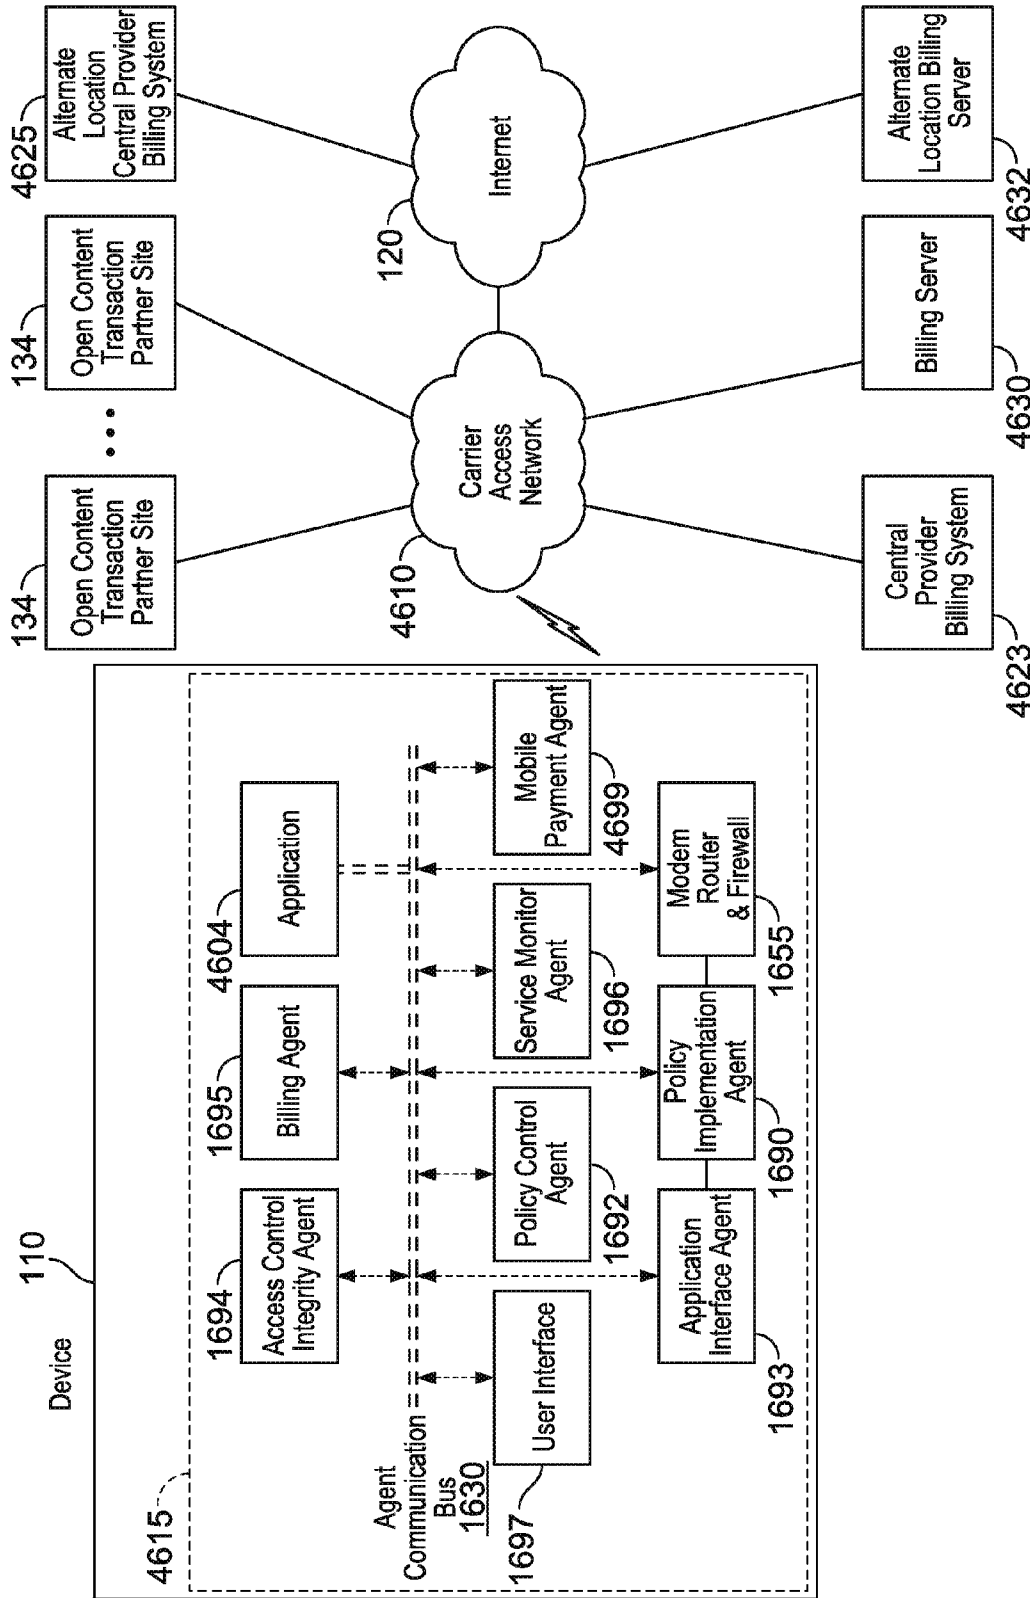 Device
110
4615
1694
Access Control
Integrity Agent
1695
Billing Agent
4604
Application
Agent
Communication
Bus
1630
User Interface
1697
Policy Control
Agent
1692
Service Monitor
Agent
1696
Mobile
Payment Agent
4699
Application
Interface Agent
1693
Policy
Implementation
Agent
1690
Modem
Router
& Firewall
1655
134
Open Content
Transaction
Partner Site
134
Open Content
Transaction
Partner Site
4625
Alternate
Location
Central Provider
Billing System
4610
Carrier
Access
Network
120
Internet
Central
Provider
Billing System
4623
Billing Server
4630
Alternate
Location Billing
Server
4632